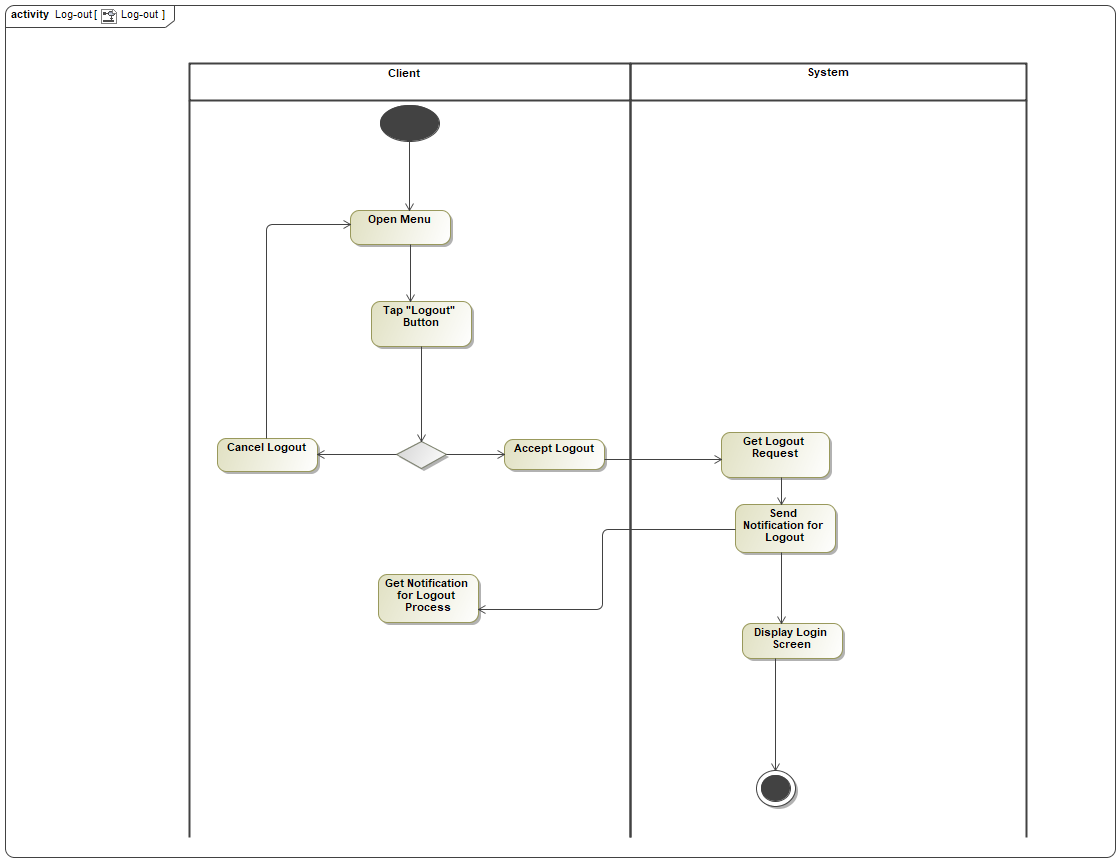 activity Log-out[ Log-out ]
Client
System
Open Menu
Tap "Logout"
Button
Cancel Logout
Accept Logout
Get Logout
Request
Send
Notification for
Logout
Get Notification
for Logout
Process
Display Login
Screen